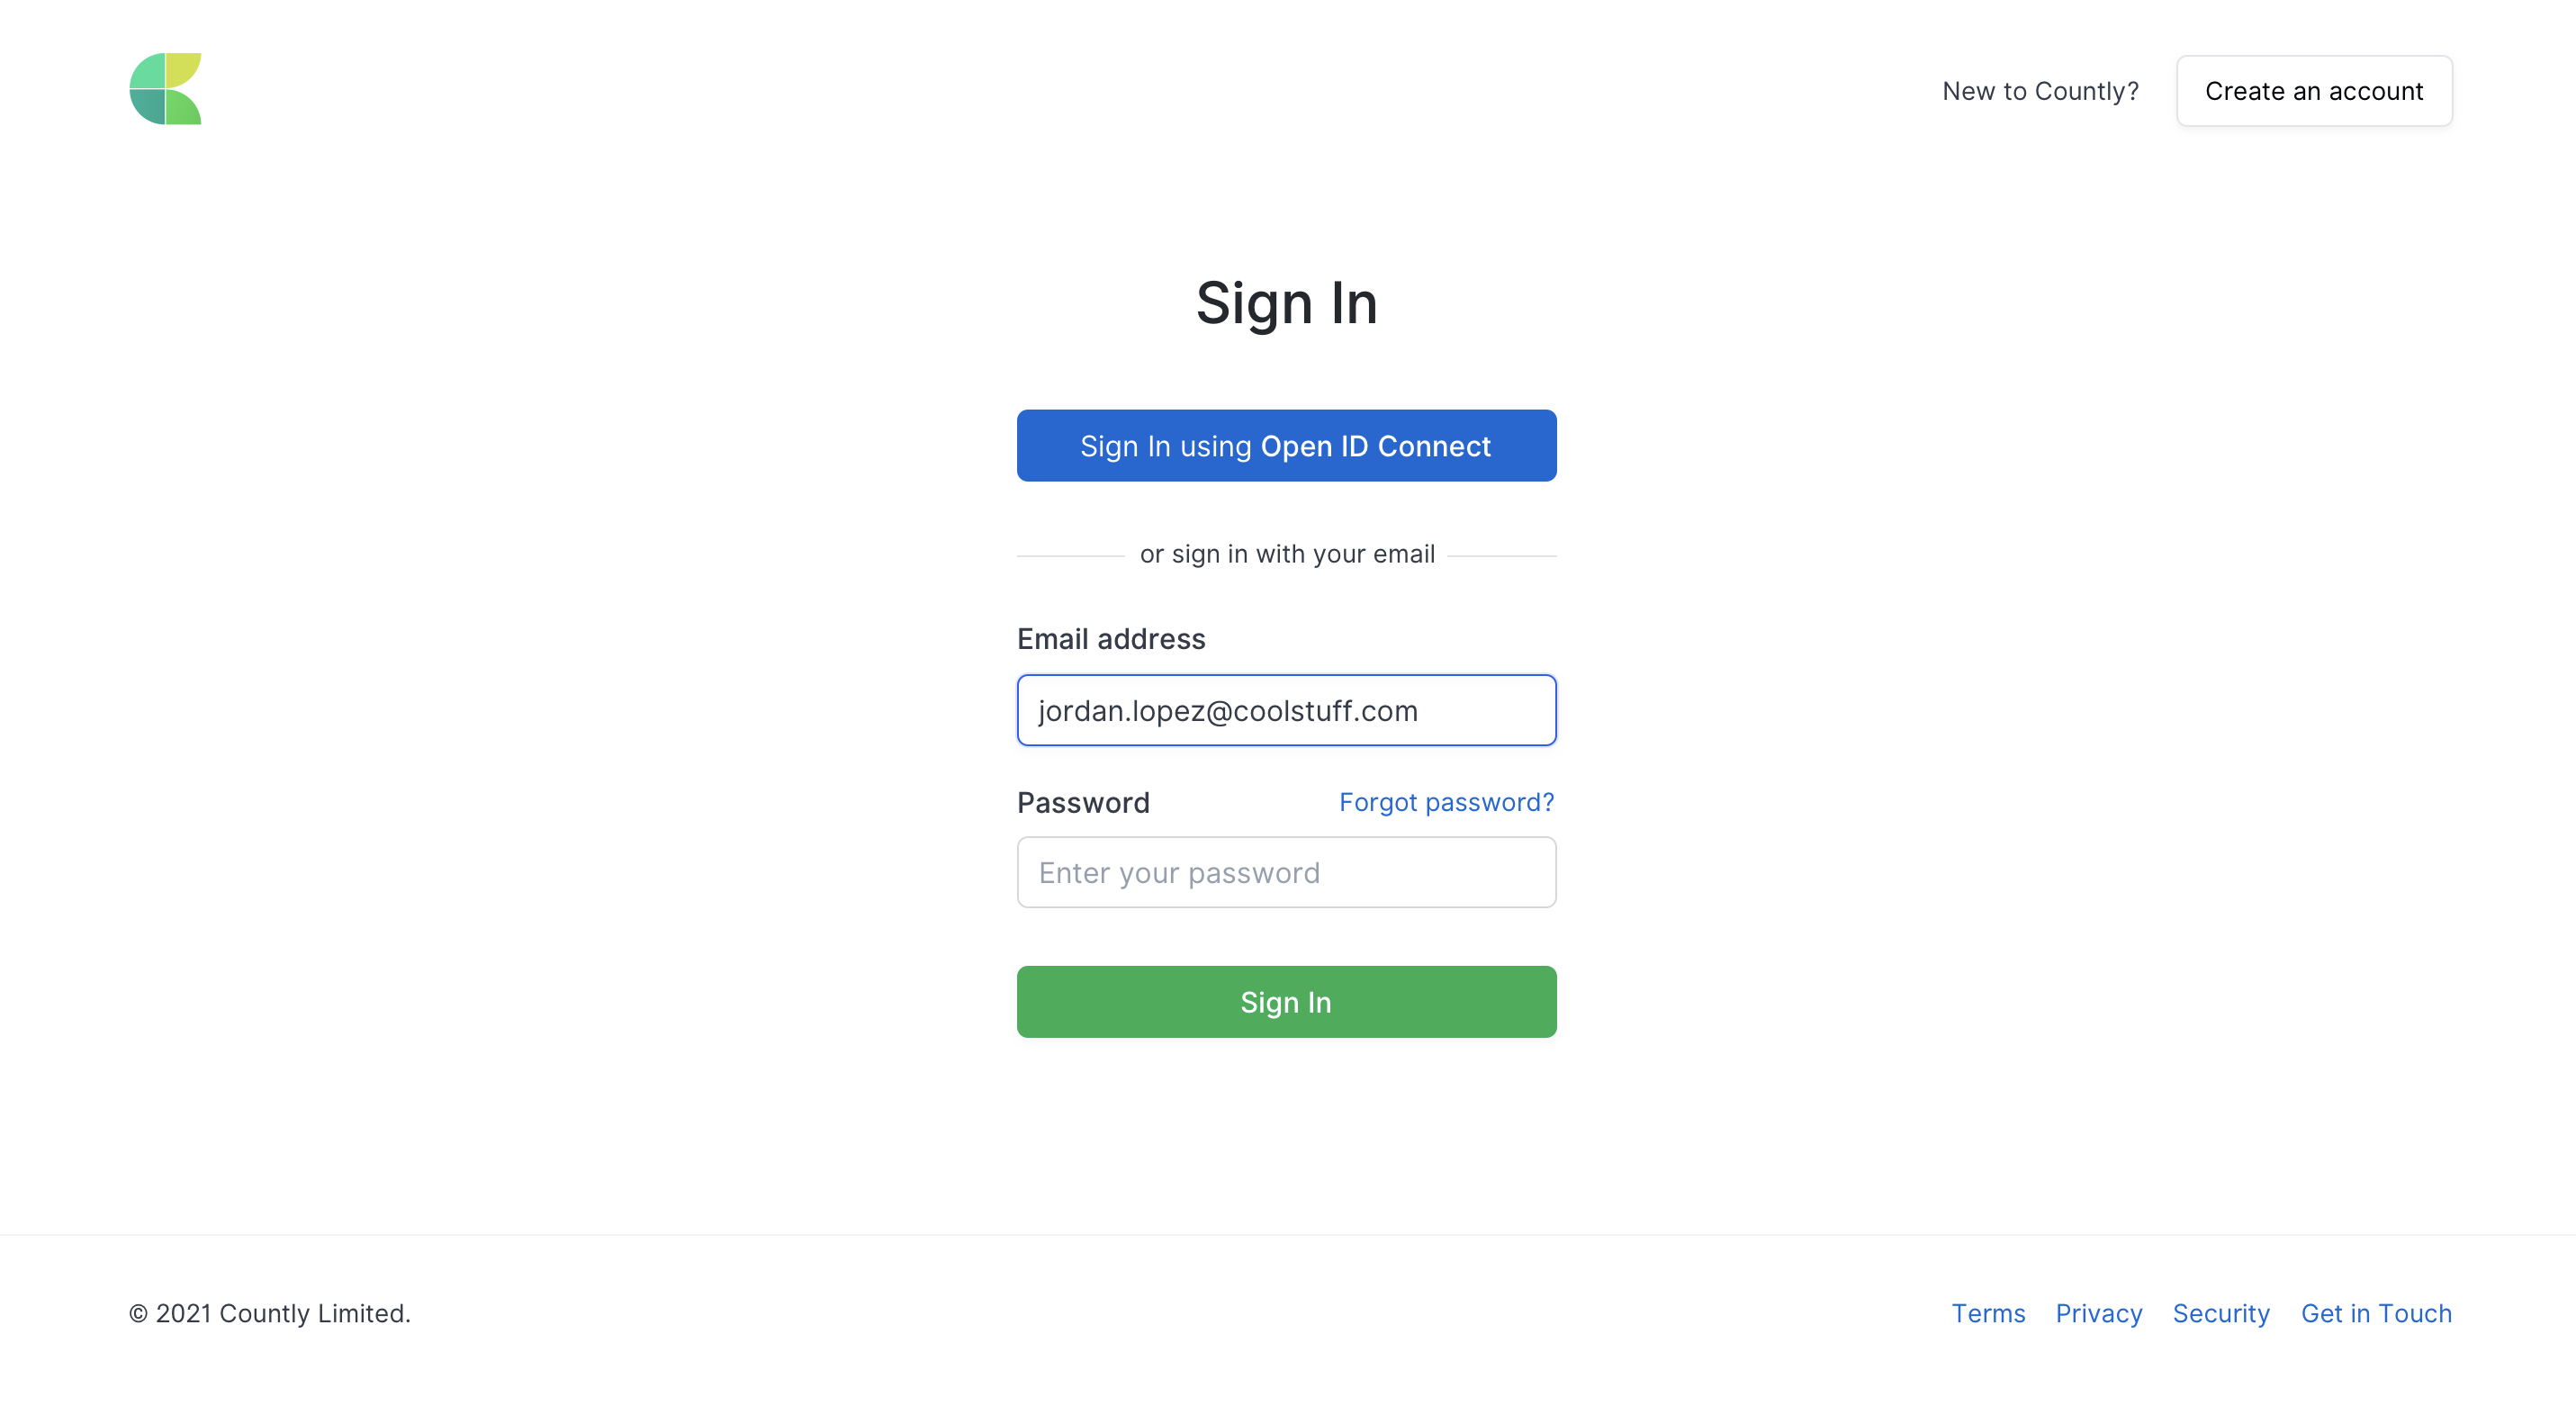 New to Countly?
Create an account
Sign In
Sign In using Open ID Connect
or sign in with your email
Email address
jordan.lopez@coolstuff.com
Password
Forgot password?
Enter your password
Sign In
© 2021 Countly Limited.
Terms
Privacy
Security
Get in Touch